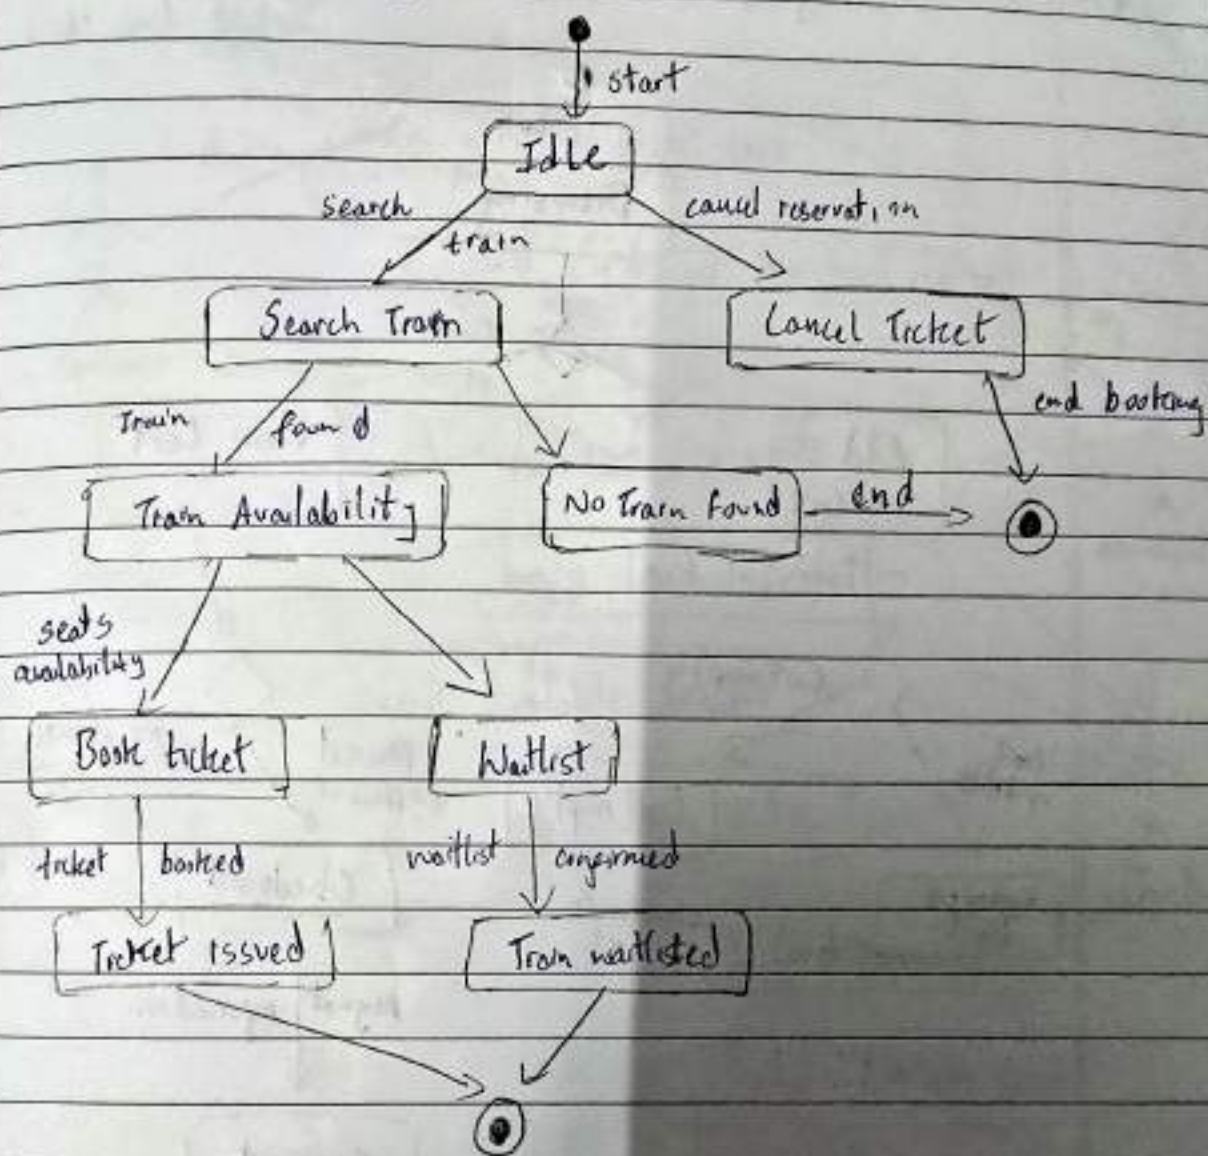 start
Idle
search
train
cancel reservation
Search Train
Cancel Ticket
Train found
end booking
Train Availability
No Train Found
end
seats
availability
Book ticket
Waitlist
ticket booked
waitlist confirmed
Ticket issued
Train waitlisted